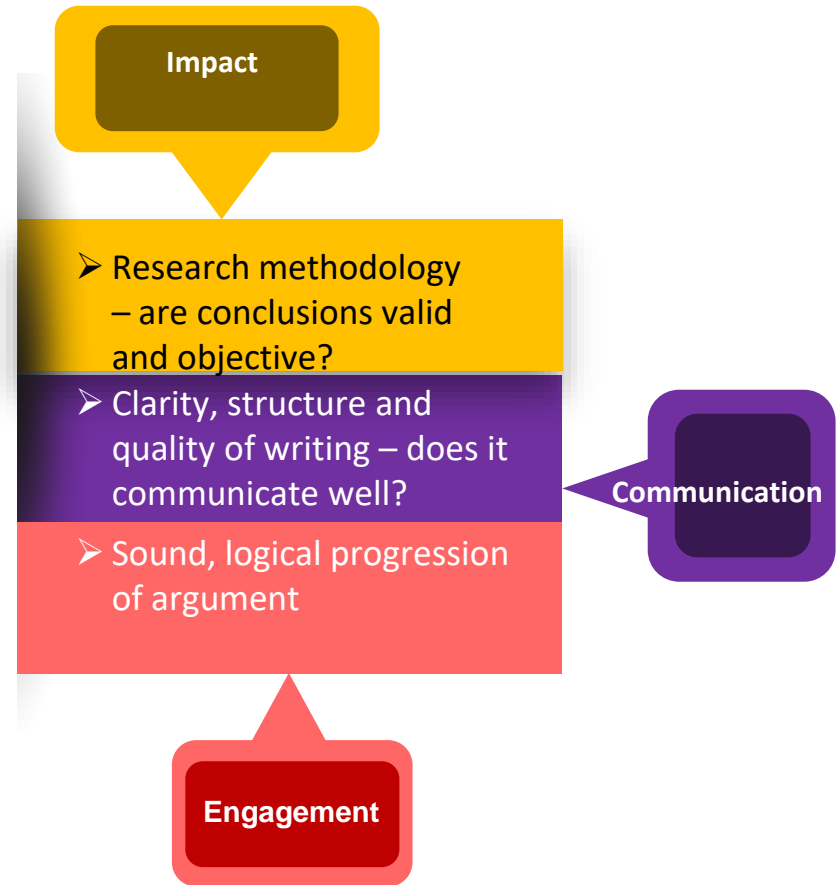 Impact
➢ Research methodology
– are conclusions valid
and objective?
➢ Clarity, structure and
quality of writing – does it
communicate well?
Communication
➢ Sound, logical progression
of argument
Engagement